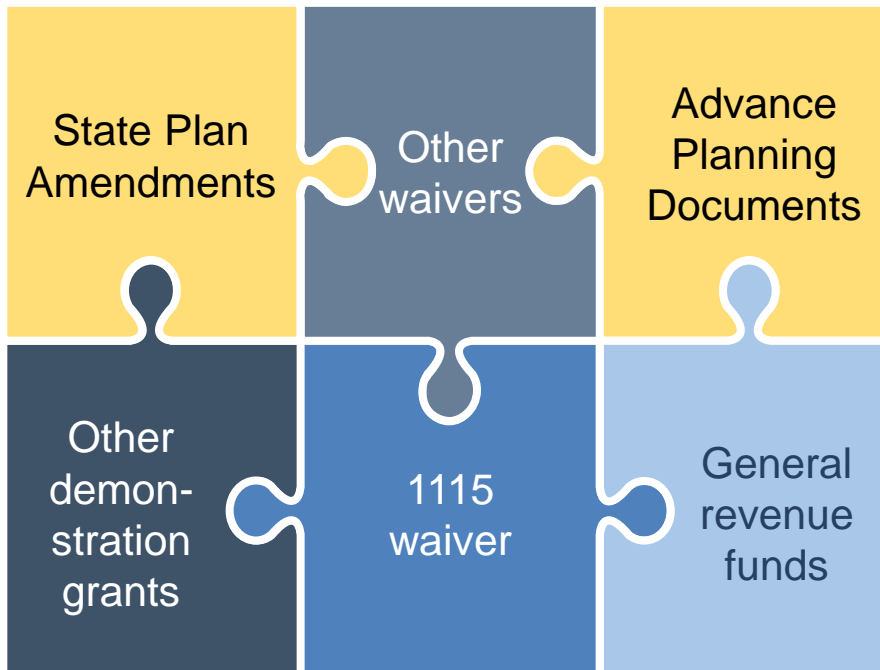 State Plan
Amendments
Other
waivers
Advance
Planning
Documents
Other
demon-
stration
grants
1115
waiver
General
revenue
funds